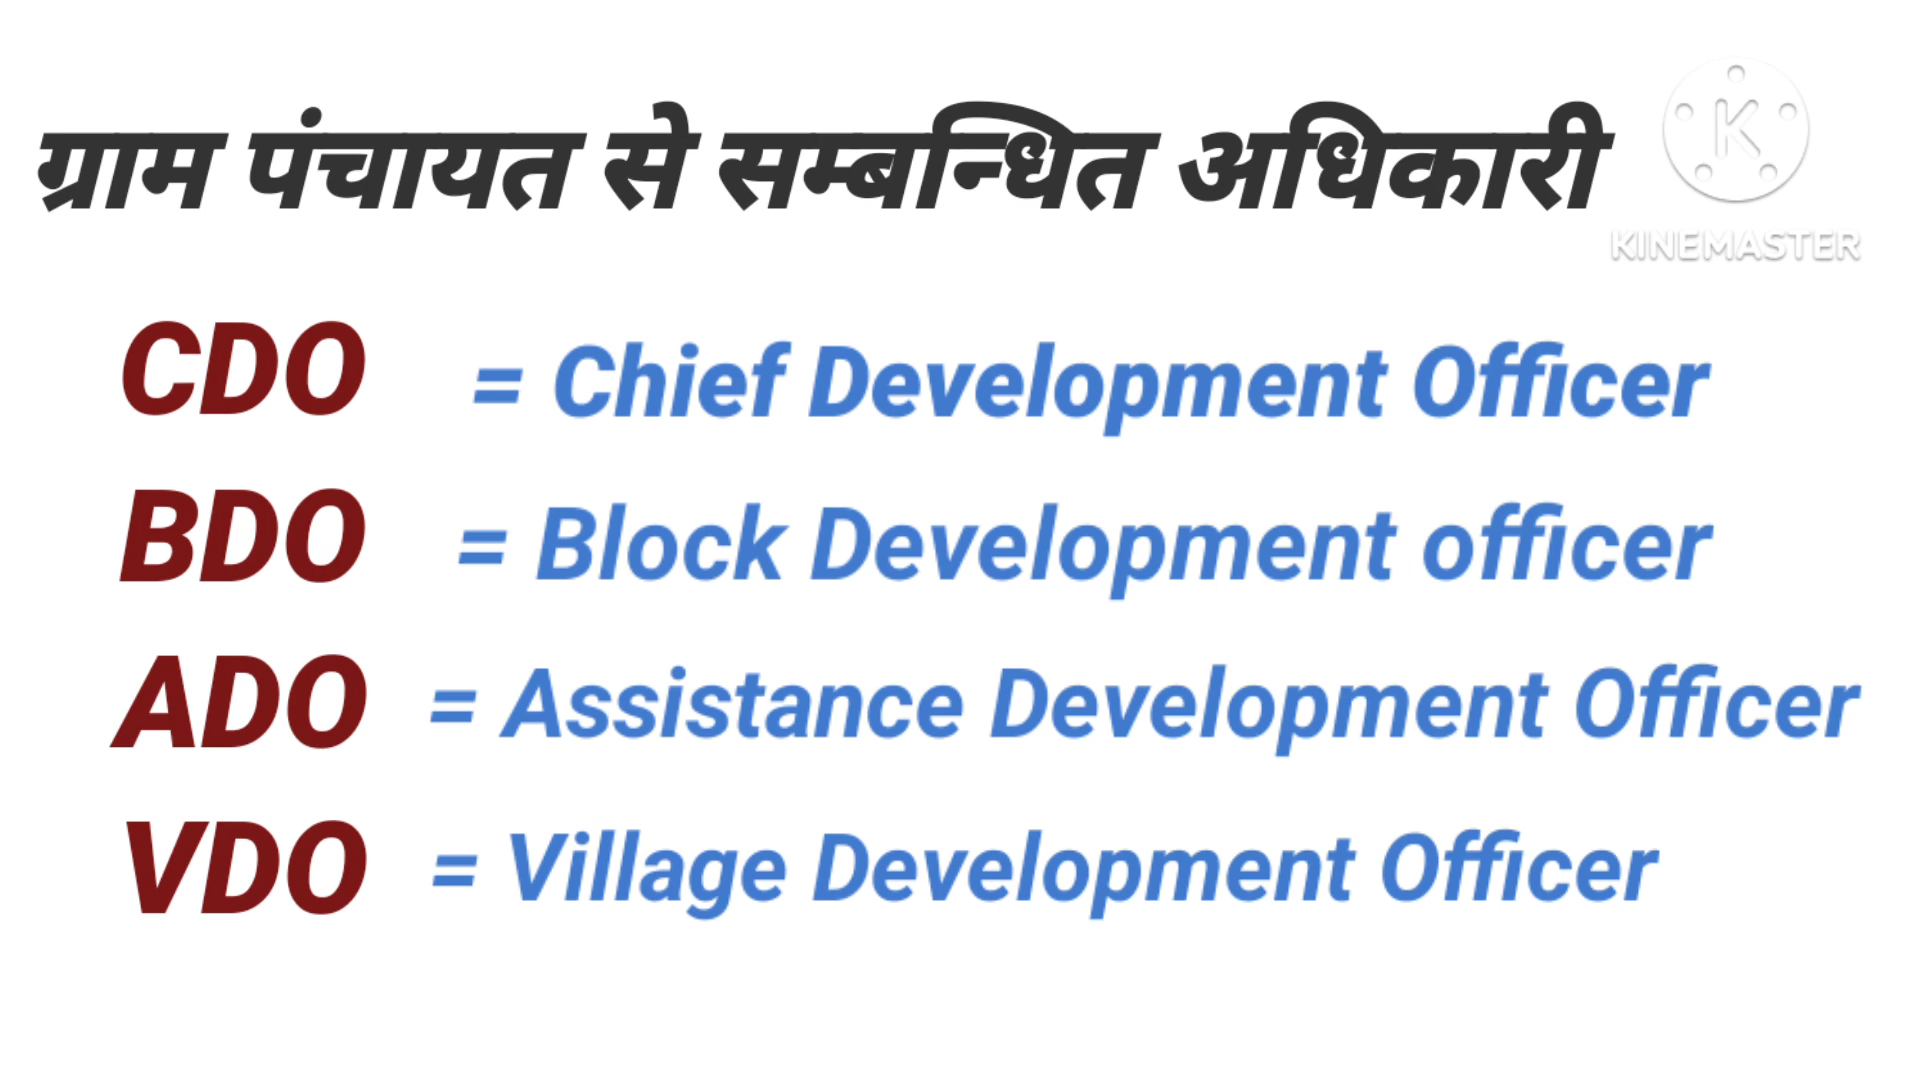 ग्राम पंचायत से सम्बन्धित अधिकारी
K
KINEMASTER
CDO = Chief Development Officer
BDO = Block Development officer
ADO = Assistance Development Officer
VDO = Village Development Officer